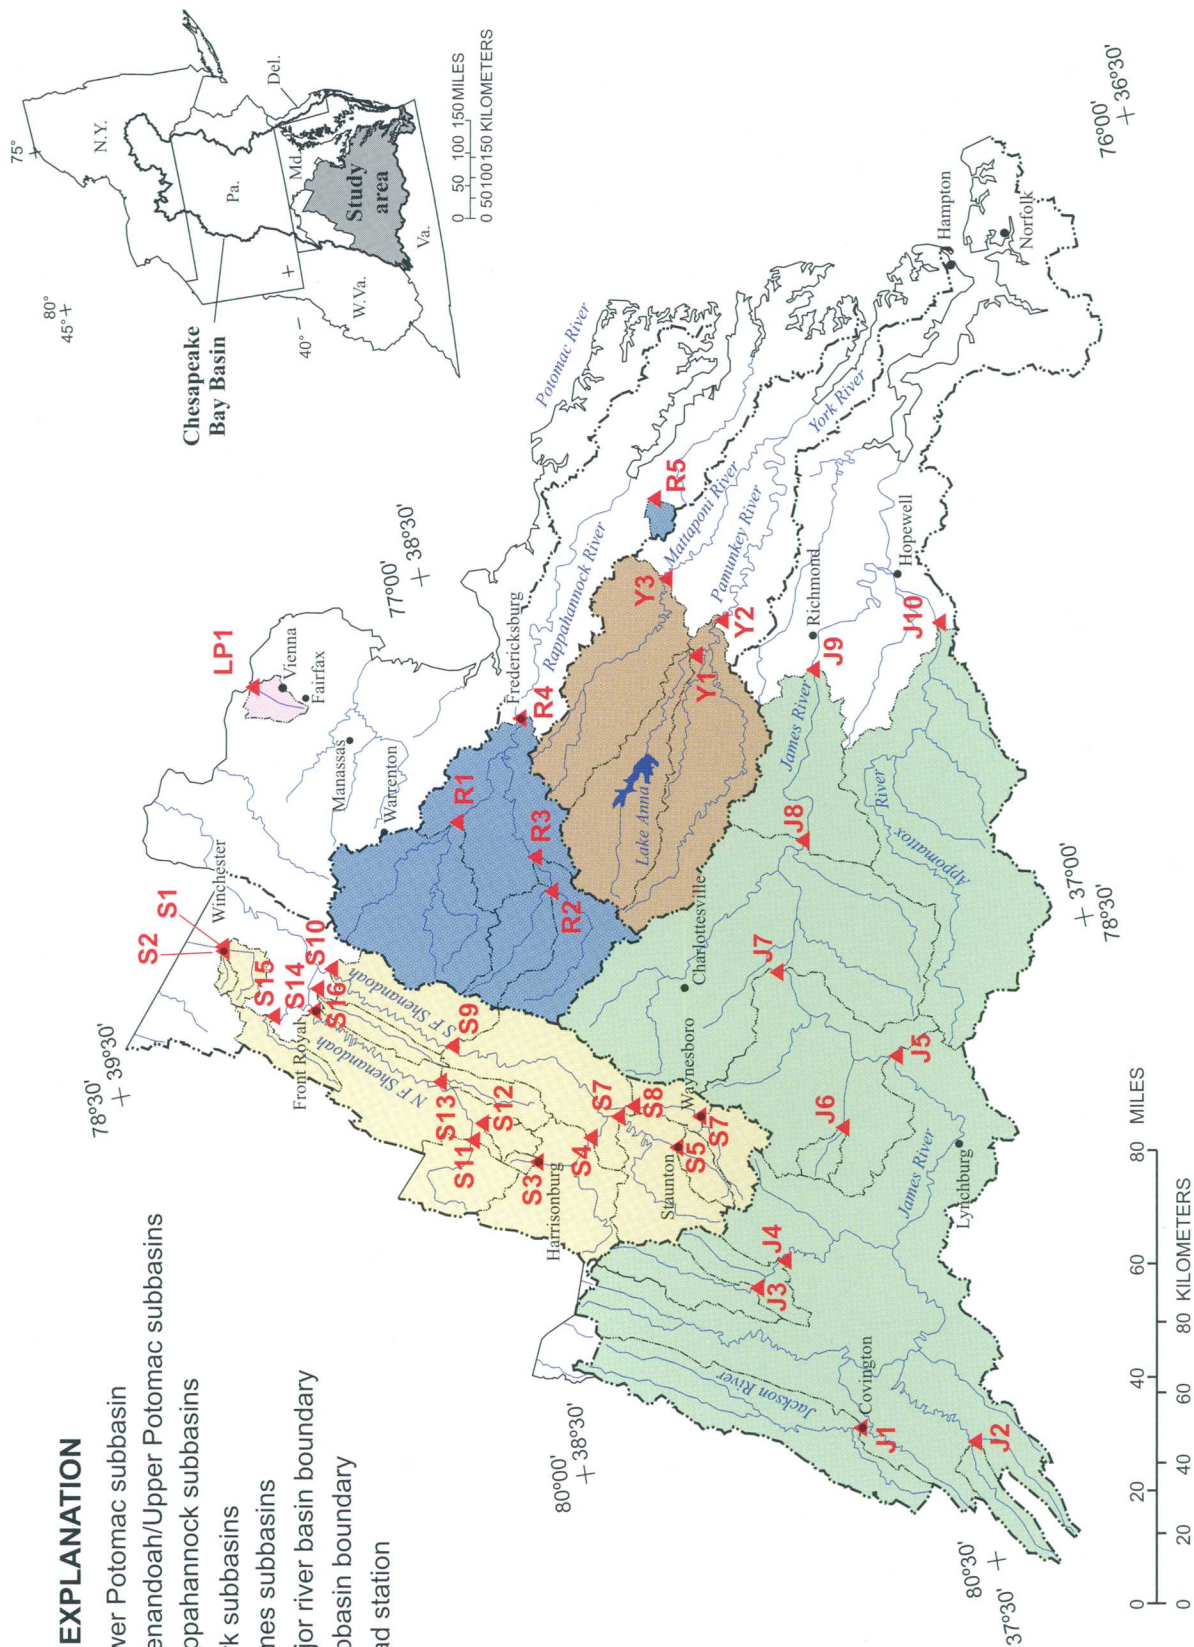 EXPLANATION
wer Potomac subbasin
enandoah/Upper Potomac subbasins
ppahannock subbasins
rk subbasins
mes subbasins
jor river basin boundary
bbasin boundary
ad station
75°
80°
45°
40°
N.Y.
Pa.
Md.
Del.
W.Va.
Va.
Study
area
Chesapeake
Bay Basin
0 50 100 150 MILES
0 50 100 150 KILOMETERS
78°30'
39°30'
77°00'
38°30'
76°00'
36°30'
80°00'
38°30'
80°30'
37°30'
78°30'
37°00'
LP1
Vienna
Fairfax
Manassas
Warrenton
Winchester
S1
S2
S15
S14
S10
S16
Front Royal
N F Shenandoah
S F Shenandoah
S9
S13
S12
S11
S3
Harrisonburg
S4
S7
S8
Staunton
S5
Waynesboro
S7
R1
R3
R2
R4
Fredericksburg
Rappahannock River
Potomac River
R5
Y3
Mattaponi River
Pamunkey River
Y2
Y1
York River
Lake Anna
Charlottesville
Richmond
Hopewell
Hampton
Norfolk
J10
J9
James River
J8
Appomattox
River
J7
J5
J6
James River
Lynchburg
J4
J3
Jackson River
Covington
J1
J2
0 20 40 60 80 MILES
0 20 40 60 80 KILOMETERS